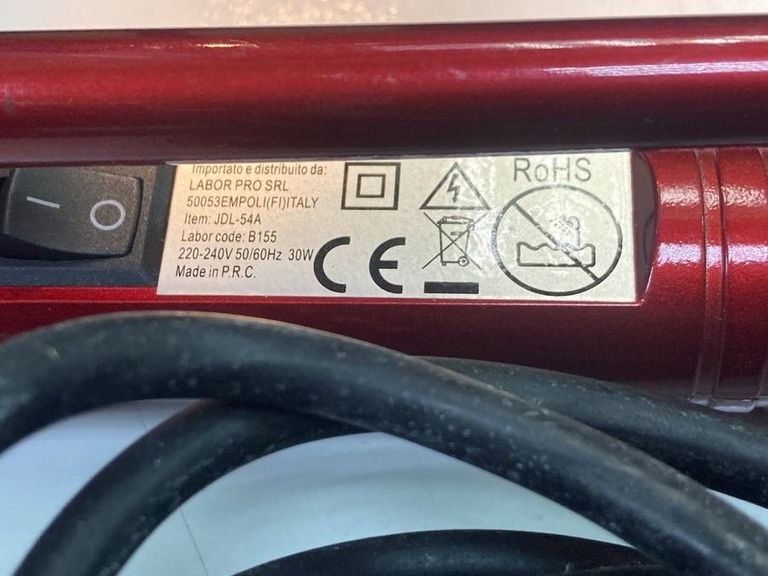 Importato e distribuito da:
LABOR PRO SRL
50053EMPOLI(FI)ITALY
Item: JDL-54A
Labor code: B155
220-240V 50/60Hz 30W
Made in P.R.C.
CE
RoHS